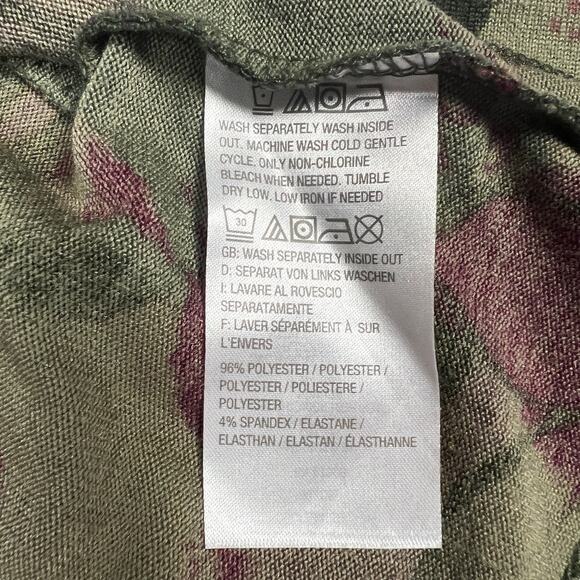 WASH SEPARATELY WASH INSIDE
OUT. MACHINE WASH COLD GENTLE
CYCLE. ONLY NON-CHLORINE
BLEACH WHEN NEEDED. TUMBLE
DRY LOW. LOW IRON IF NEEDED
30
GB: WASH SEPARATELY INSIDE OUT
D: SEPARAT VON LINKS WASCHEN
I: LAVARE AL ROVESCIO
SEPARATAMENTE
F: LAVER SÉPARÉMENT À SUR
L'ENVERS
96% POLYESTER / POLYESTER /
POLYESTER / POLIESTERE /
POLYESTER
4% SPANDEX / ELASTANE /
ELASTHAN / ELASTAN / ÉLASTHANNE